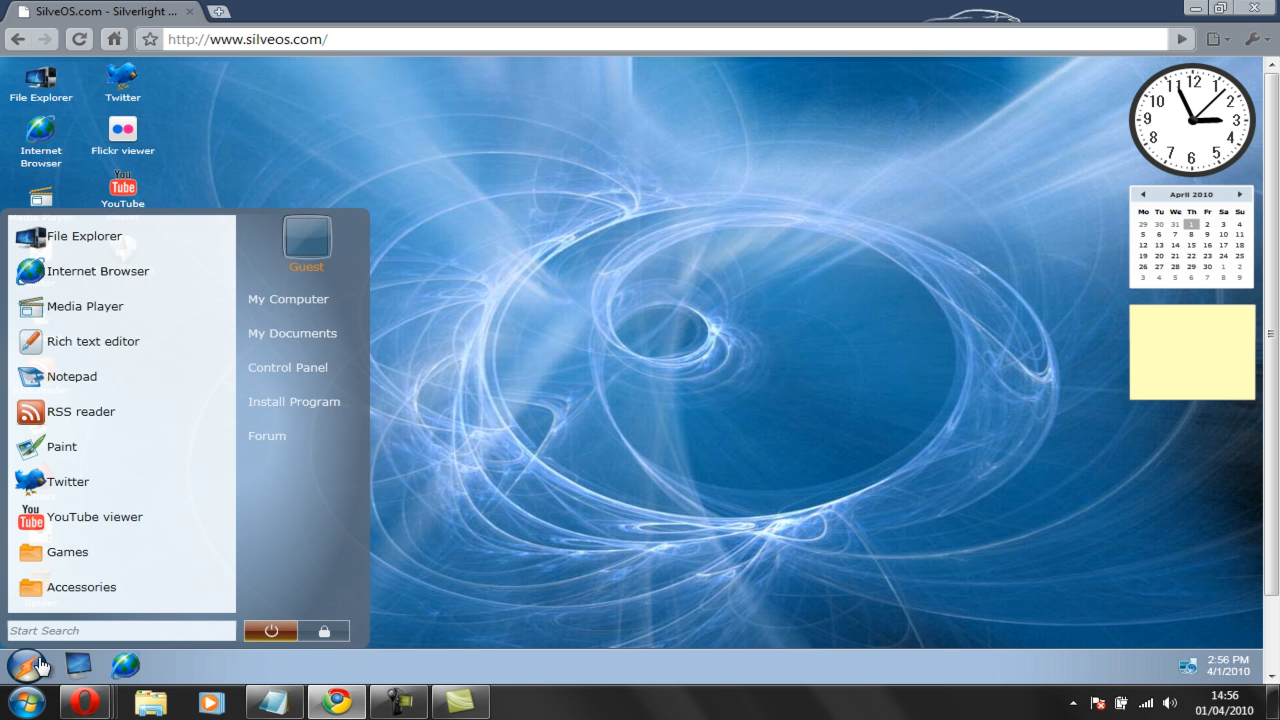 SilveOS.com - Silverlight ...
http://www.silveos.com/
File Explorer
Twitter
Internet
Browser
Flickr viewer
You
Tube
YouTube
File Explorer
Internet Browser
Media Player
Rich text editor
Notepad
RSS reader
Paint
Twitter
You
Tube
YouTube viewer
Games
Accessories
Start Search
Guest
My Computer
My Documents
Control Panel
Install Program
Forum
11 12 1
10 2
9 3
8 4
7 6 5
April 2010
Mo Tu We Th Fr Sa Su
29 30 31 1 2 3 4
5 6 7 8 9 10 11
12 13 14 15 16 17 18
19 20 21 22 23 24 25
26 27 28 29 30 1 2
3 4 5 6 7 8 9
2:56 PM
4/1/2010
14:56
01/04/2010